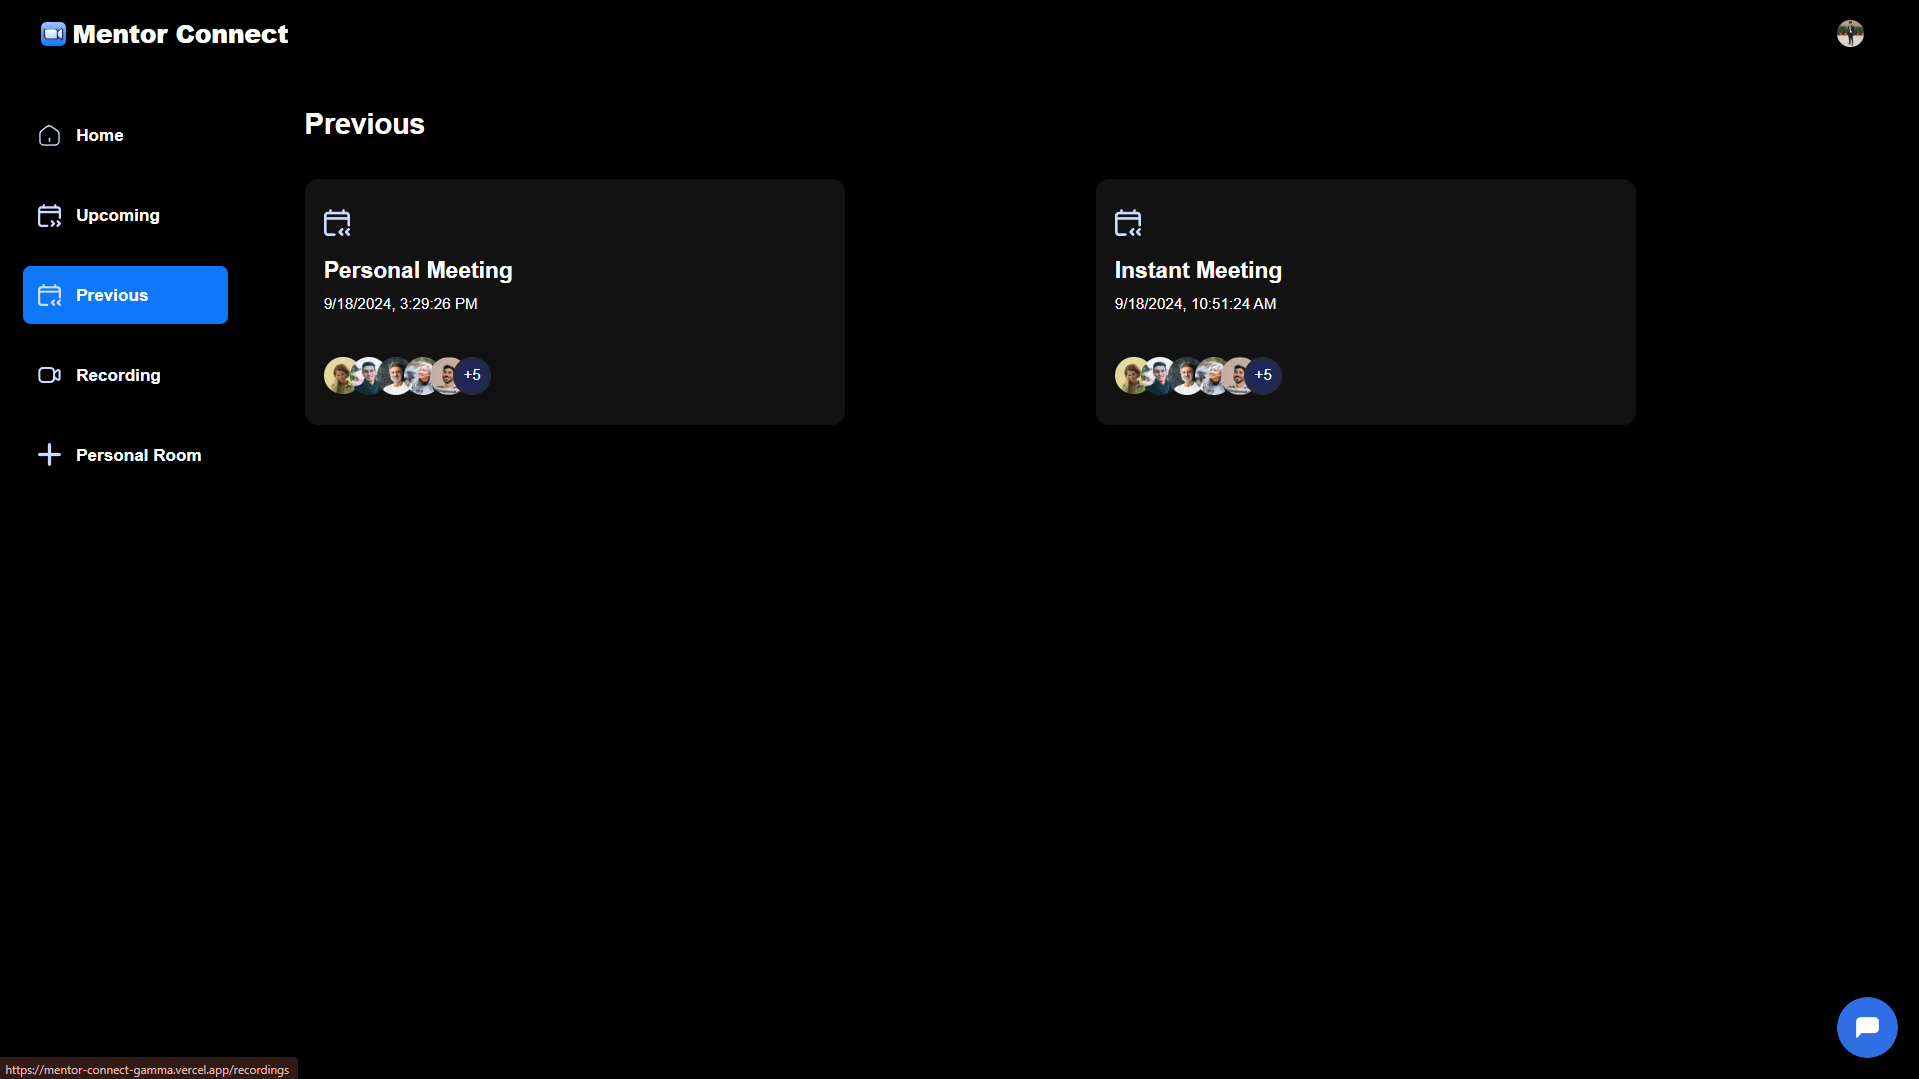 Mentor Connect
Home
Upcoming
Previous
Recording
Personal Room
Previous
Personal Meeting
9/18/2024, 3:29:26 PM
+5
Instant Meeting
9/18/2024, 10:51:24 AM
+5
https://mentor-connect-gamma.vercel.app/recordings